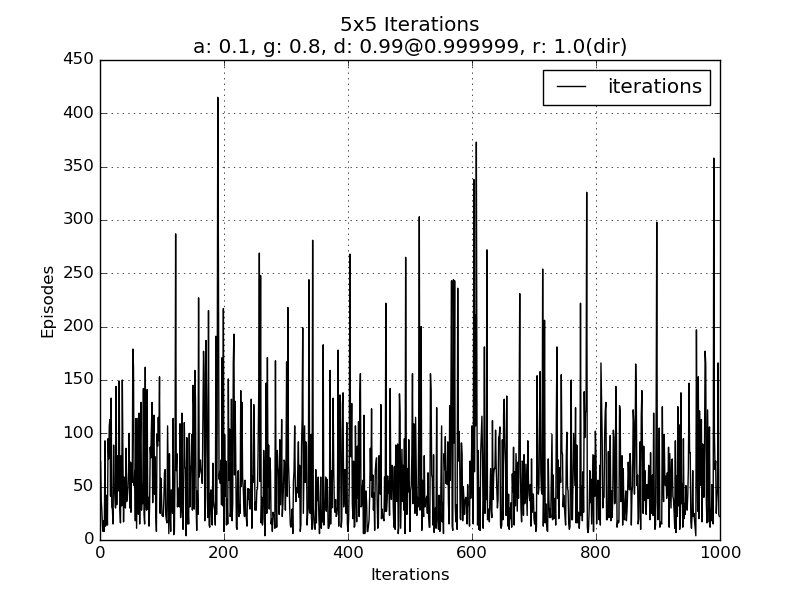 5x5 Iterations
a: 0.1, g: 0.8, d: 0.99@0.999999, r: 1.0(dir)
450
400
350
300
250
200
150
100
50
0
Episodes
iterations
0 200 400 600 800 1000
Iterations